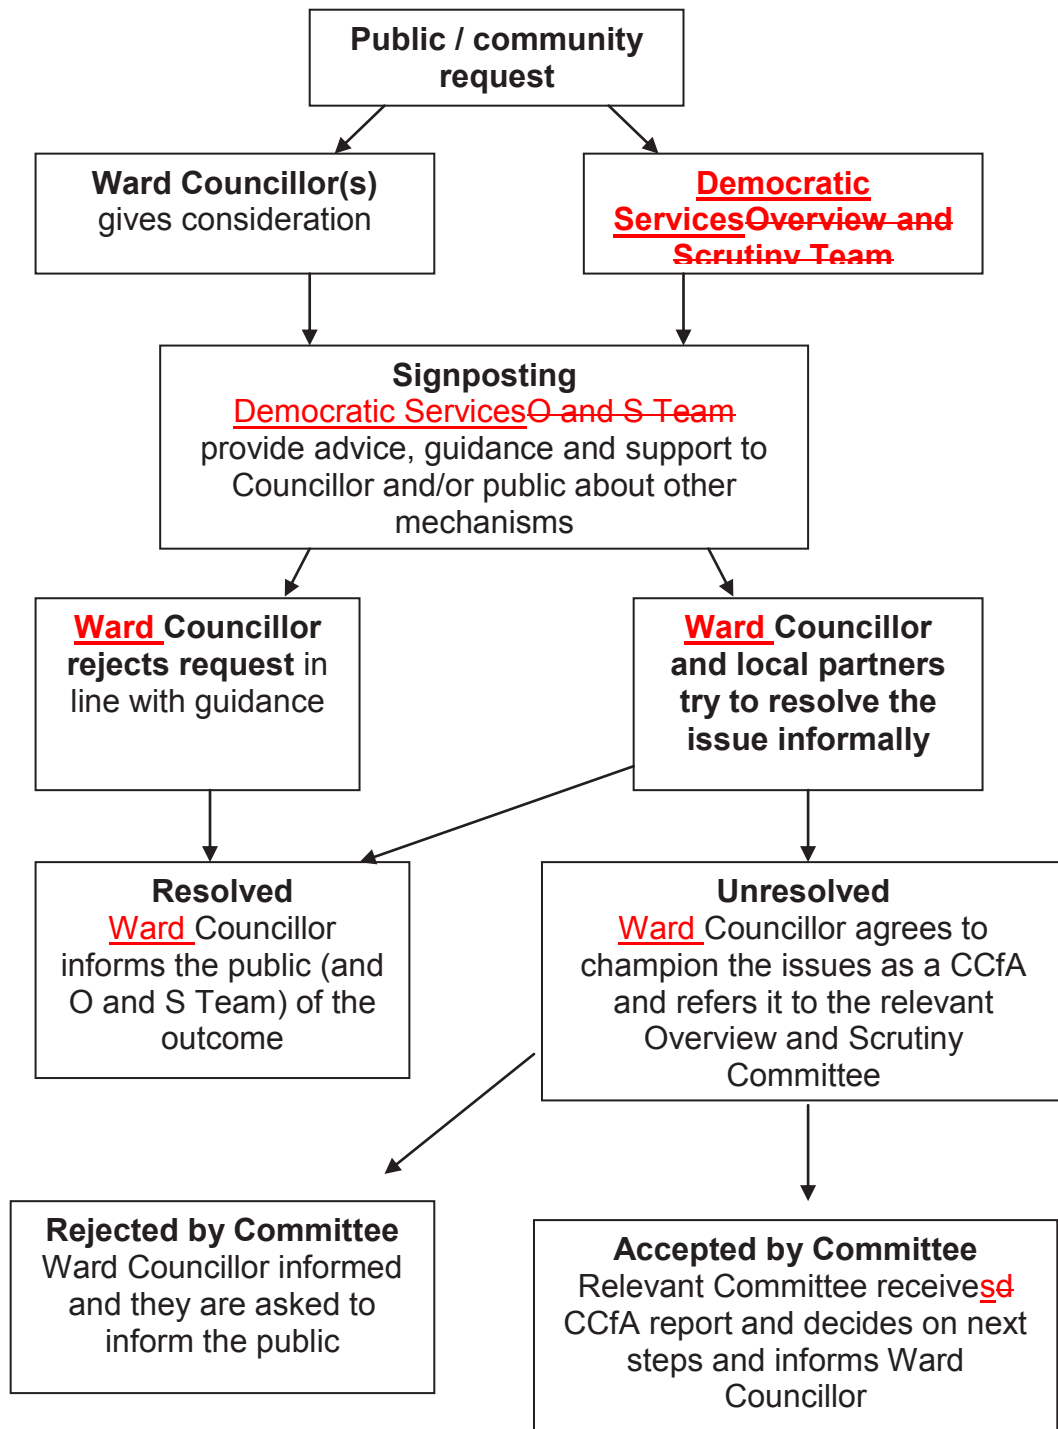 Public / community
request
Ward Councillor(s)
gives consideration
Democratic
ServicesOverview and
Scrutiny Team
Signposting
Democratic ServicesO and S Team
provide advice, guidance and support to
Councillor and/or public about other
mechanisms
Ward Councillor
rejects request in
line with guidance
Ward Councillor
and local partners
try to resolve the
issue informally
Resolved
Ward Councillor
informs the public (and
O and S Team) of the
outcome
Unresolved
Ward Councillor agrees to
champion the issues as a CCfA
and refers it to the relevant
Overview and Scrutiny
Committee
Rejected by Committee
Ward Councillor informed
and they are asked to
inform the public
Accepted by Committee
Relevant Committee receivesd
CCfA report and decides on next
steps and informs Ward
Councillor